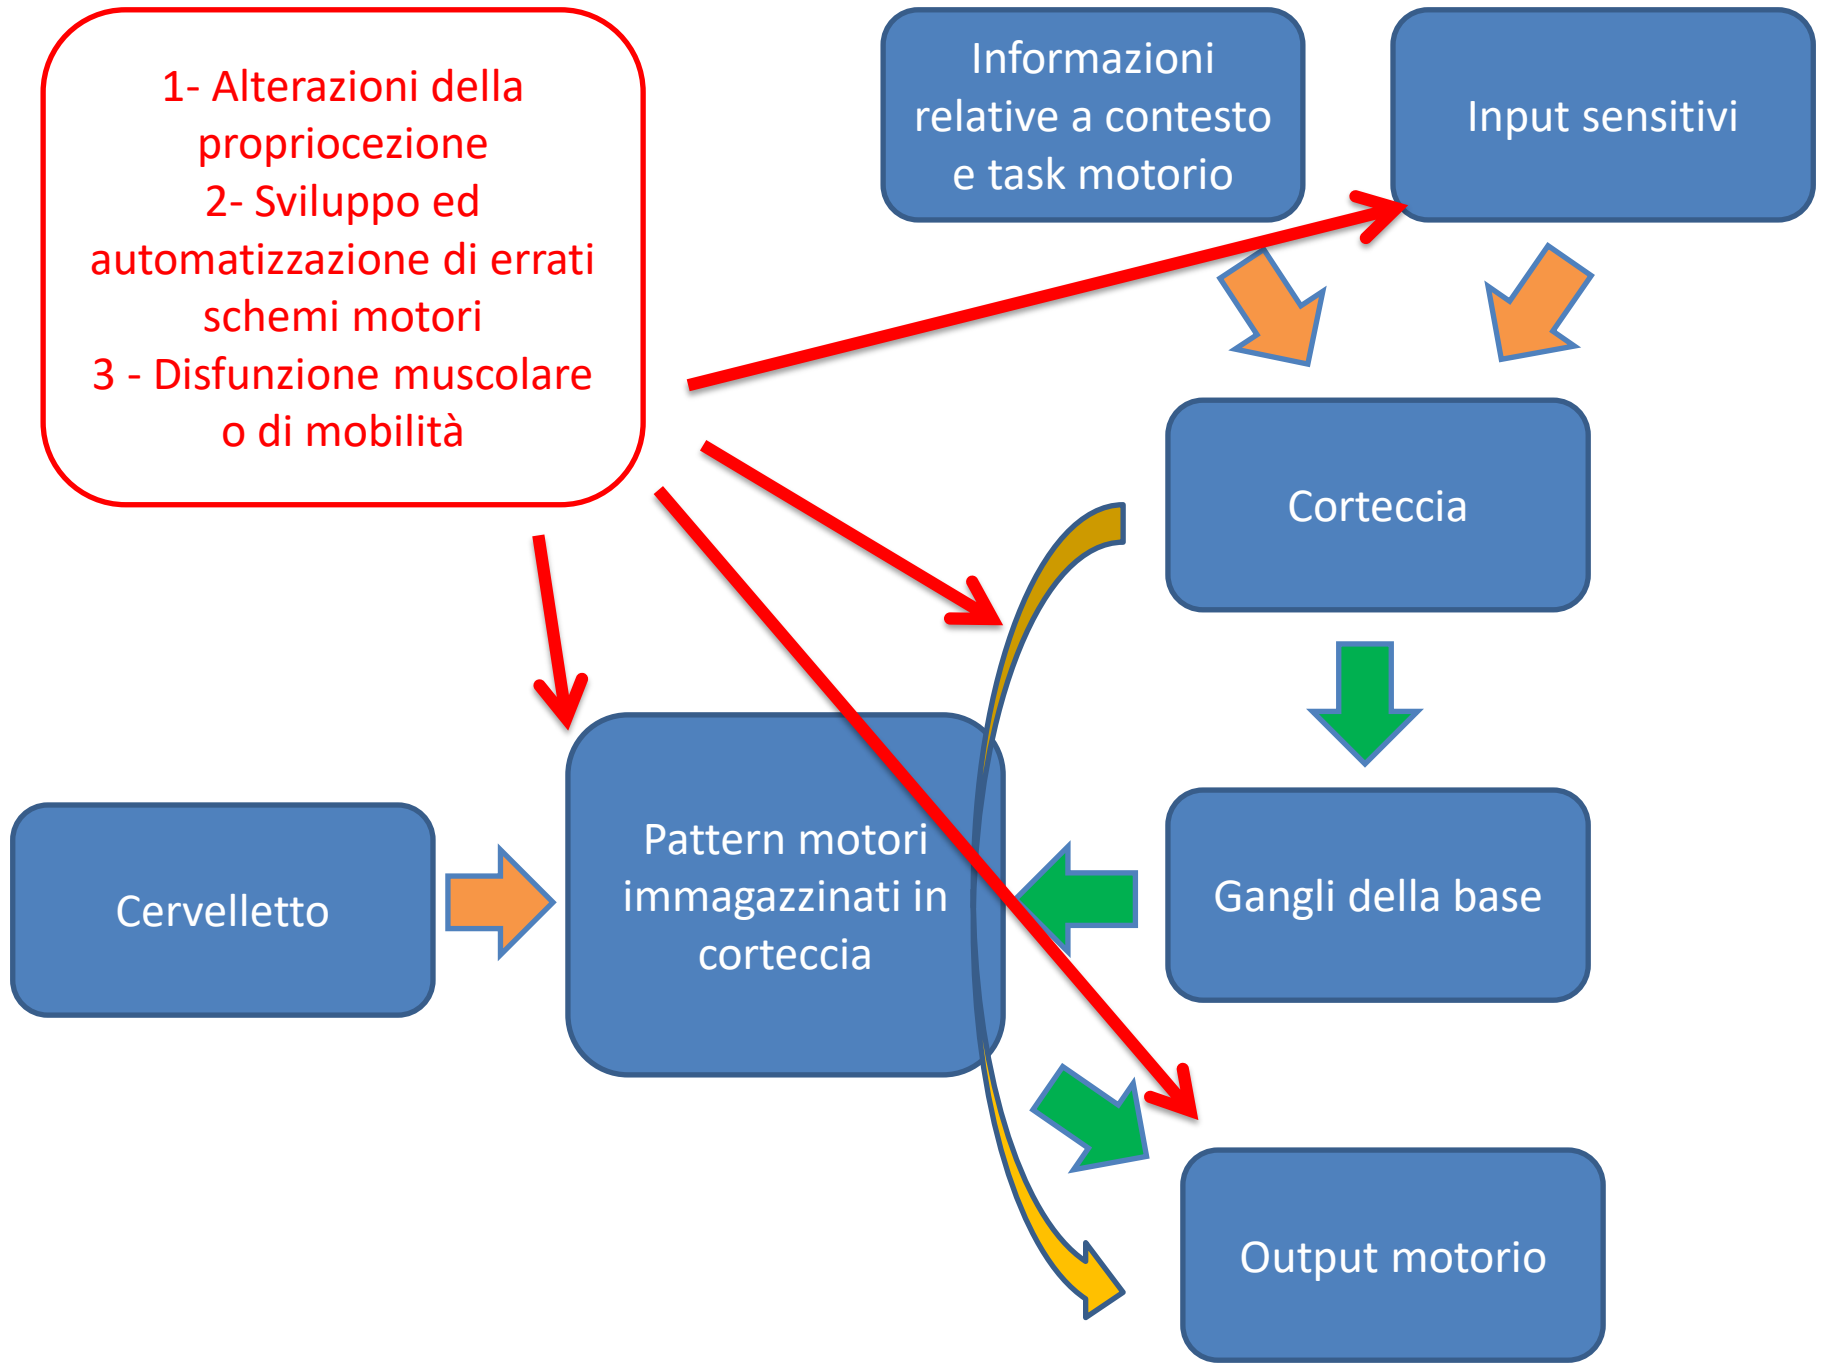 1- Alterazioni della
propriocezione
2- Sviluppo ed
automatizzazione di errati
schemi motori
3 - Disfunzione muscolare
o di mobilità
Informazioni
relative a contesto
e task motorio
Input sensitivi
Corteccia
Cervelletto
Pattern motori
immagazzinati in
corteccia
Gangli della base
Output motorio